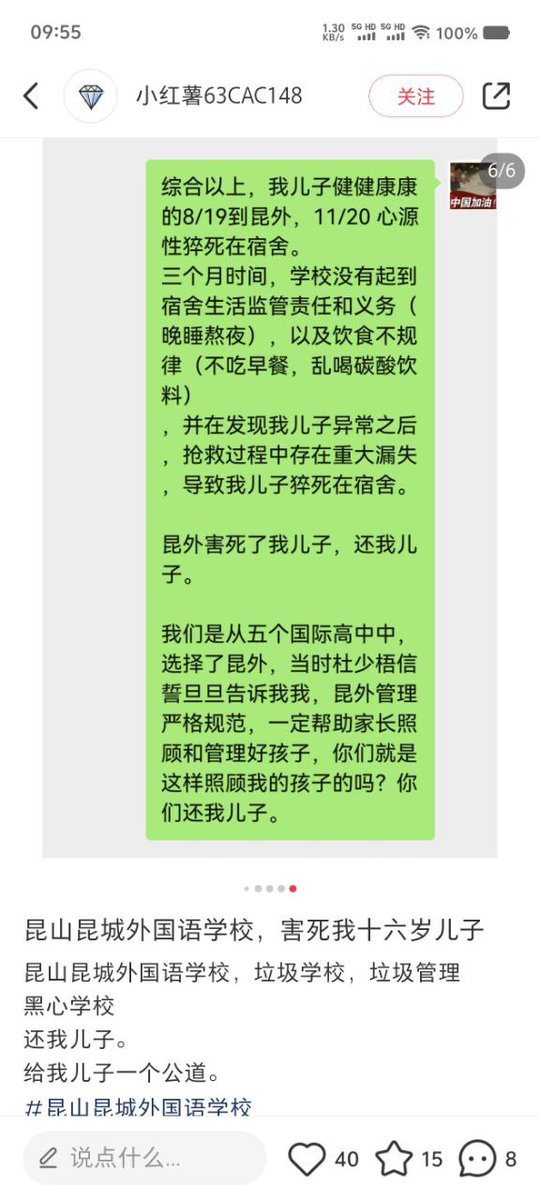 09:55
1.30 KB/s 5G HD 5G HD 100%
小红薯63CAC148
关注
6/6
中国加油!
综合以上，我儿子健健康康
的8/19到昆外，11/20 心源
性猝死在宿舍。
三个月时间，学校没有起到
宿舍生活监管责任和义务（
晚睡熬夜），以及饮食不规
律（不吃早餐，乱喝碳酸饮
料）
，并在发现我儿子异常之后
，抢救过程中存在重大漏失
，导致我儿子猝死在宿舍。
昆外害死了我儿子，还我儿
子。
我们是从五个国际高中中，
选择了昆外，当时杜少梧信
誓旦旦告诉我我，昆外管理
严格规范，一定帮助家长照
顾和管理好孩子，你们就是
这样照顾我的孩子的吗？你
们还我儿子。
昆山昆城外国语学校，害死我十六岁儿子
昆山昆城外国语学校，垃圾学校，垃圾管理
黑心学校
还我儿子。
给我儿子一个公道。
#昆山昆城外国语学校
说点什么...
40
15
8